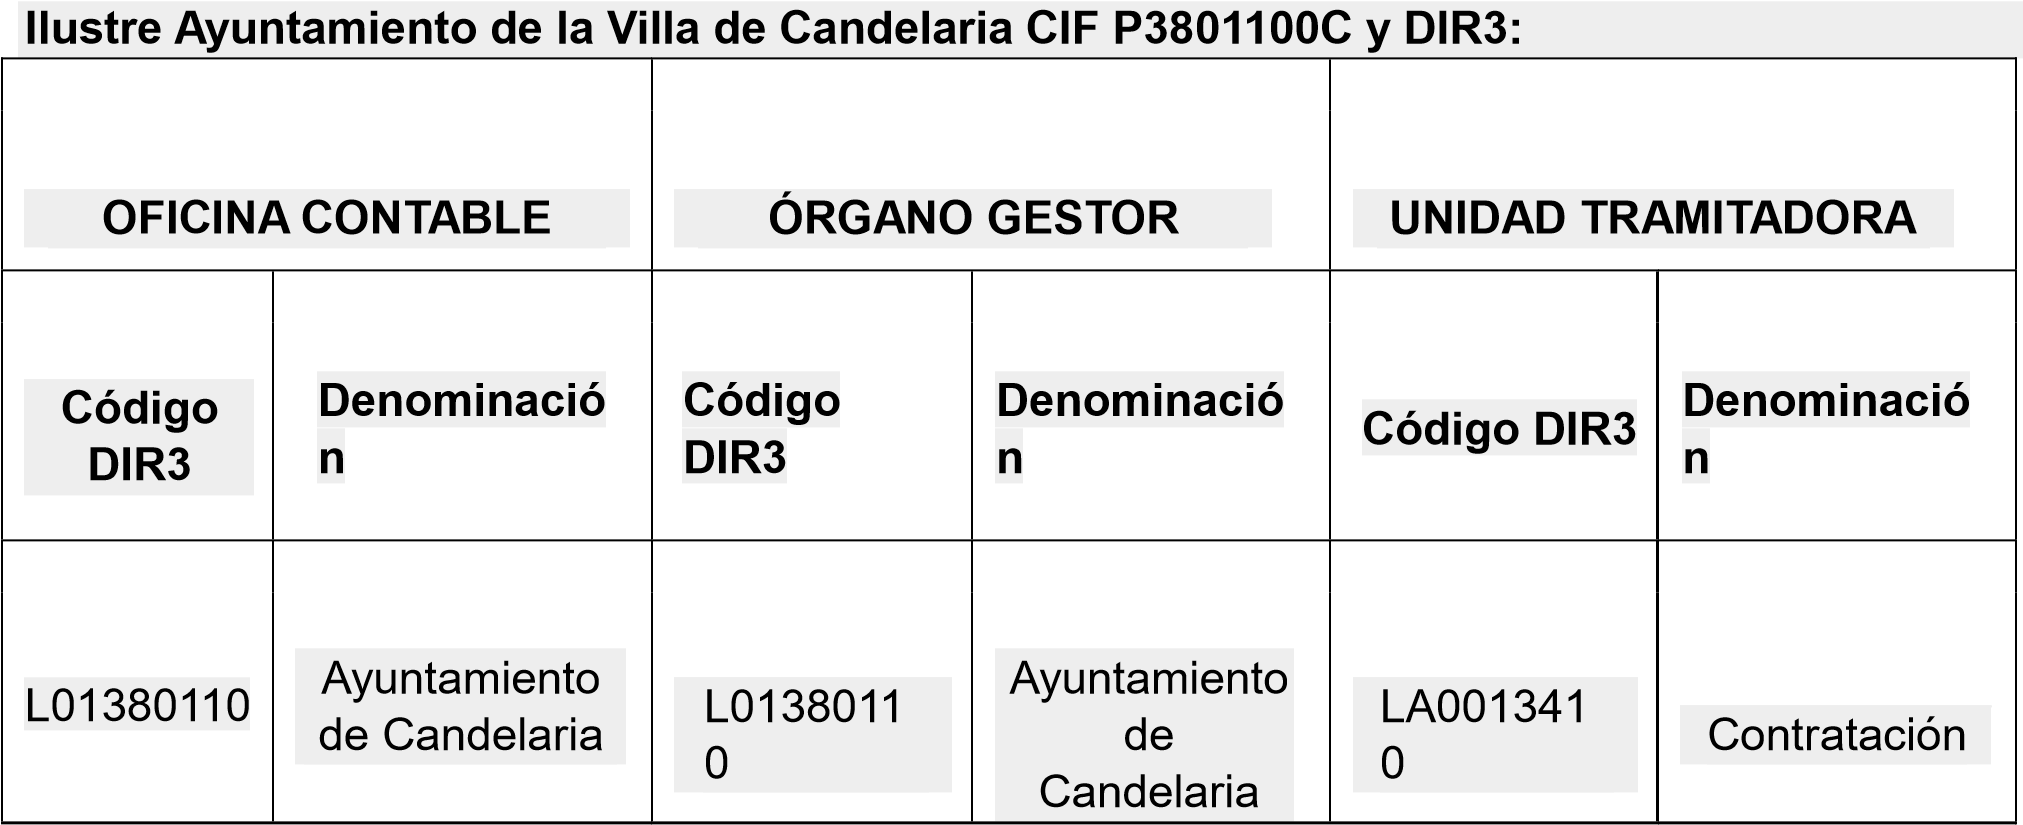 Ilustre Ayuntamiento de la Villa de Candelaria CIF P3801100C y DIR3:
OFICINA CONTABLE
ÓRGANO GESTOR
UNIDAD TRAMITADORA
Código
DIR3
Denominació
n
Código
DIR3
Denominació
n
Código DIR3
Denominació
n
L01380110
Ayuntamiento
de Candelaria
L0138011
0
Ayuntamiento
de
Candelaria
LA001341
0
Contratación